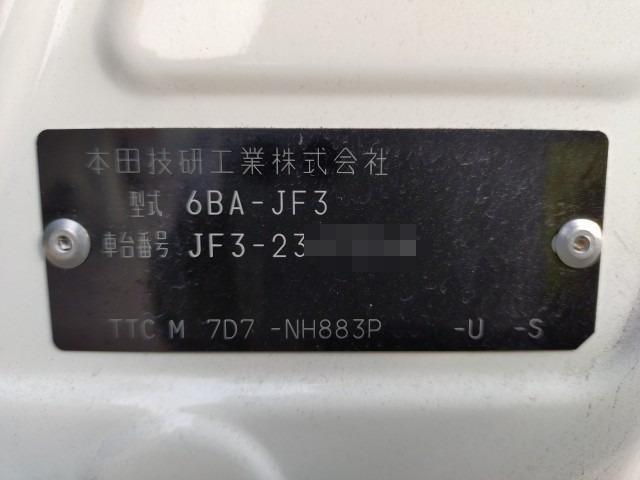 本田技研工業株式会社
型式 6BA-JF3
車台番号 JF3-23
TTC M 7D7 -NH883P -U -S